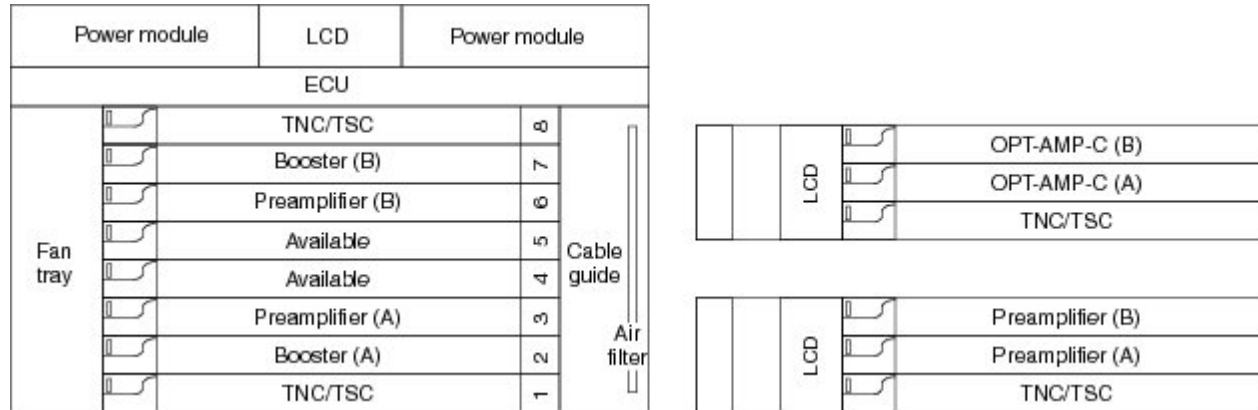 Power module LCD Power module
ECU
TNC/TSC 8
Booster (B) 7
Preamplifier (B) 6
Available 5
Available 4
Preamplifier (A) 3
Booster (A) 2
TNC/TSC 1
Fan
tray
Cable
guide
Air
filter
LCD
OPT-AMP-C (B)
OPT-AMP-C (A)
TNC/TSC
LCD
Preamplifier (B)
Preamplifier (A)
TNC/TSC